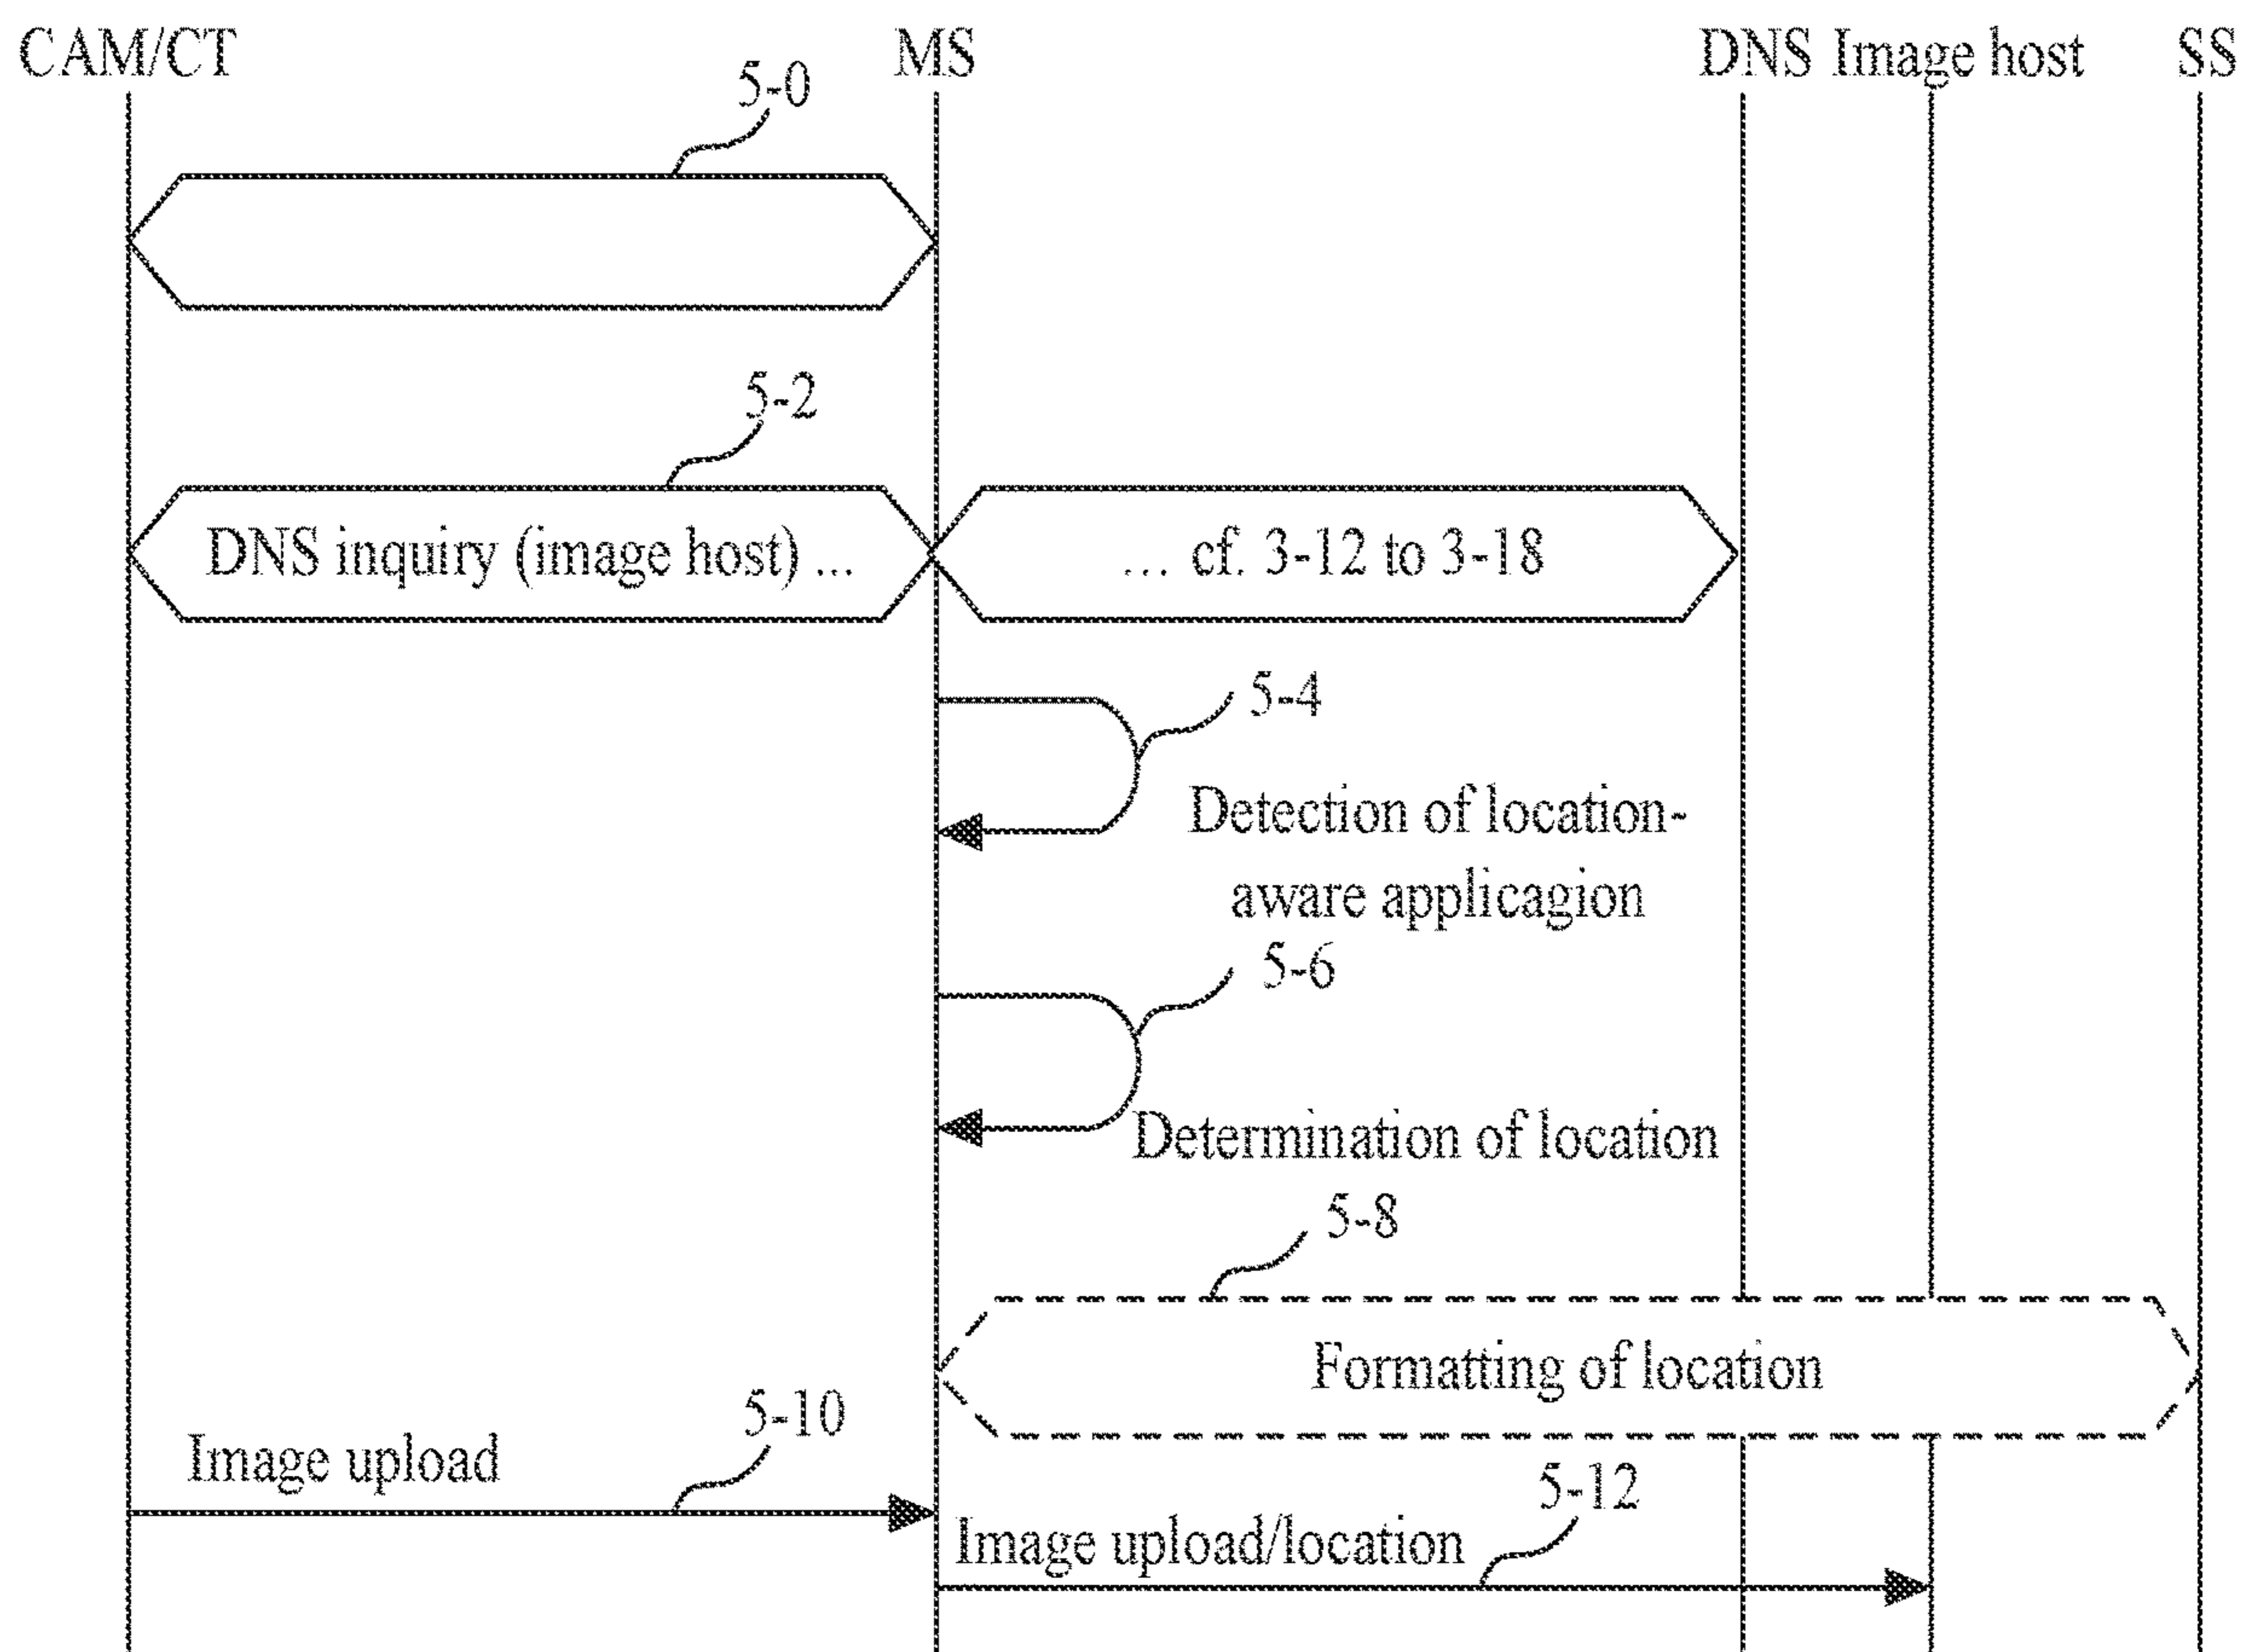 CAM/CT MS DNS Image host SS
5-0
5-2
DNS inquiry (image host) ... ... cf. 3-12 to 3-18
5-4
Detection of location-
aware applicagion
5-6
Determination of location
5-8
Formatting of location
5-10
Image upload
5-12
Image upload/location